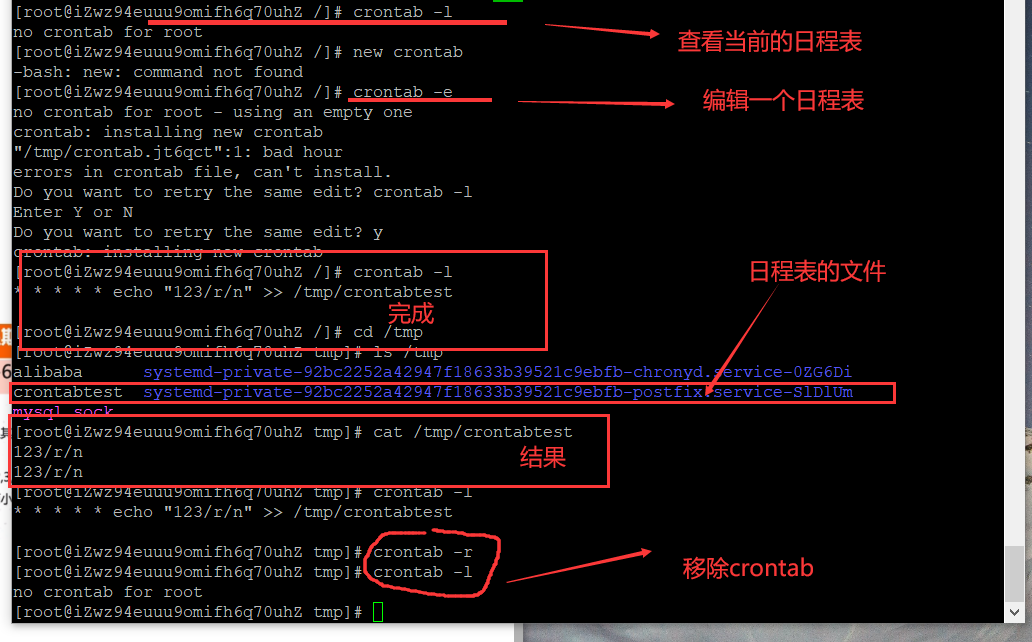 [root@iZwz94euuu9omifh6q70uhZ /]# crontab -l
no crontab for root
查看当前的日程表
[root@iZwz94euuu9omifh6q70uhZ /]# new crontab
-bash: new: command not found
[root@iZwz94euuu9omifh6q70uhZ /]# crontab -e
编辑一个日程表
no crontab for root - using an empty one
crontab: installing new crontab
"/tmp/crontab.jt6qct":1: bad hour
errors in crontab file, can't install.
Do you want to retry the same edit? crontab -l
Enter Y or N
Do you want to retry the same edit? y
crontab: installing new crontab
[root@iZwz94euuu9omifh6q70uhZ /]# crontab -l
日程表的文件
* * * * * echo "123/r/n" >> /tmp/crontabtest
完成
[root@iZwz94euuu9omifh6q70uhZ /]# cd /tmp
[root@iZwz94euuu9omifh6q70uhZ tmp]# ls /tmp
alibaba systemd-private-92bc2252a42947f18633b39521c9ebfb-chronyd.service-0ZG6Di
crontabtest systemd-private-92bc2252a42947f18633b39521c9ebfb-postfix.service-SlDlUm
mysql.sock
[root@iZwz94euuu9omifh6q70uhZ tmp]# cat /tmp/crontabtest
123/r/n
结果
123/r/n
[root@iZwz94euuu9omifh6q70uhZ tmp]# crontab -l
* * * * * echo "123/r/n" >> /tmp/crontabtest
[root@iZwz94euuu9omifh6q70uhZ tmp]# crontab -r
[root@iZwz94euuu9omifh6q70uhZ tmp]# crontab -l
移除crontab
no crontab for root
[root@iZwz94euuu9omifh6q70uhZ tmp]#